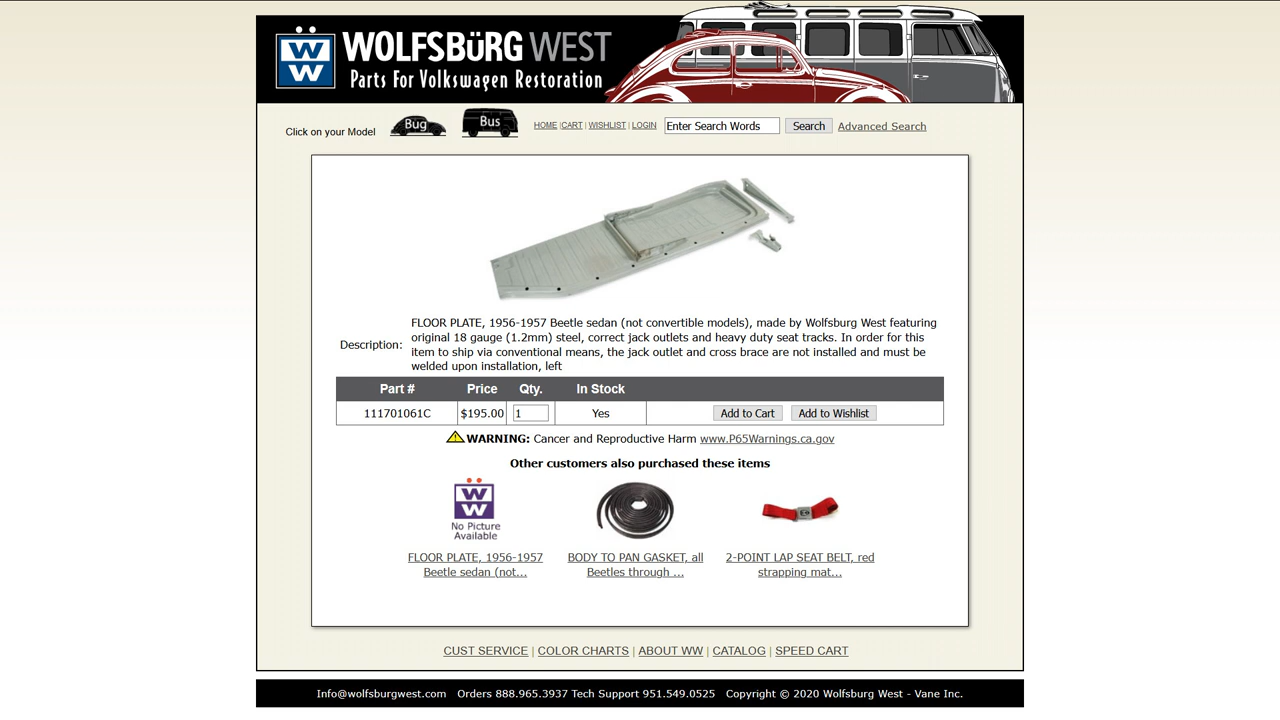 WOLFSBÜRG WEST
Parts For Volkswagen Restoration
Click on your Model
Bug
Bus
HOME |CART | WISHLIST | LOGIN
Enter Search Words
Search
Advanced Search
Description:
FLOOR PLATE, 1956-1957 Beetle sedan (not convertible models), made by Wolfsburg West featuring
original 18 gauge (1.2mm) steel, correct jack outlets and heavy duty seat tracks. In order for this
item to ship via conventional means, the jack outlet and cross brace are not installed and must be
welded upon installation, left
Part # Price Qty. In Stock
111701061C $195.00 1 Yes Add to Cart Add to Wishlist
WARNING: Cancer and Reproductive Harm www.P65Warnings.ca.gov
Other customers also purchased these items
No Picture
Available
FLOOR PLATE, 1956-1957
Beetle sedan (not...
BODY TO PAN GASKET, all
Beetles through ...
2-POINT LAP SEAT BELT, red
strapping mat...
CUST SERVICE | COLOR CHARTS | ABOUT WW | CATALOG | SPEED CART
Info@wolfsburgwest.com Orders 888.965.3937 Tech Support 951.549.0525 Copyright © 2020 Wolfsburg West - Vane Inc.